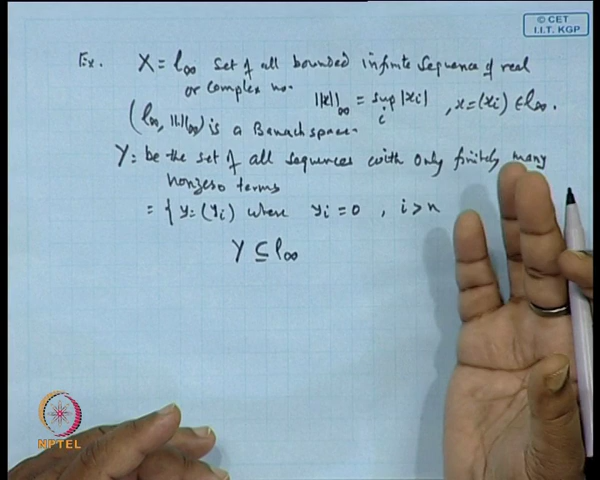 © CET
I.I.T. KGP
Ex. X = l∞ set of all bounded infinite sequence of real
or complex no.
‖x‖∞ = sup |xi| , x = (xi) ∈ l∞.
i
(l∞, ‖.‖∞) is a Banach space.
Y = be the set of all sequences with only finitely many
nonzero terms
= { y = (yi) where yi = 0 , i > n
Y ⊆ l∞
NPTEL